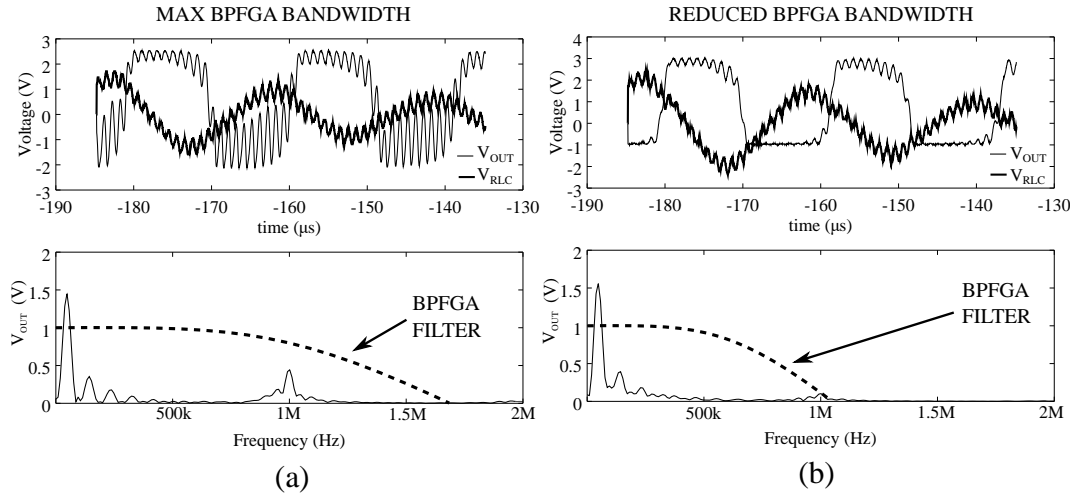 MAX BPFGA BANDWIDTH
3
2
1
0
-1
-2
3
Voltage (V)
V_OUT
V_RLC
-190 -180 -170 -160 -150 -140 -130
time (µs)
2
1.5
1
0.5
0
V_OUT (V)
BPFGA
FILTER
500k 1M 1.5M 2M
Frequency (Hz)
(a)
REDUCED BPFGA BANDWIDTH
4
3
2
1
0
-1
-2
3
Voltage (V)
V_OUT
V_RLC
-190 -180 -170 -160 -150 -140 -130
time (µs)
2
1.5
1
0.5
0
V_OUT (V)
BPFGA
FILTER
500k 1M 1.5M 2M
Frequency (Hz)
(b)